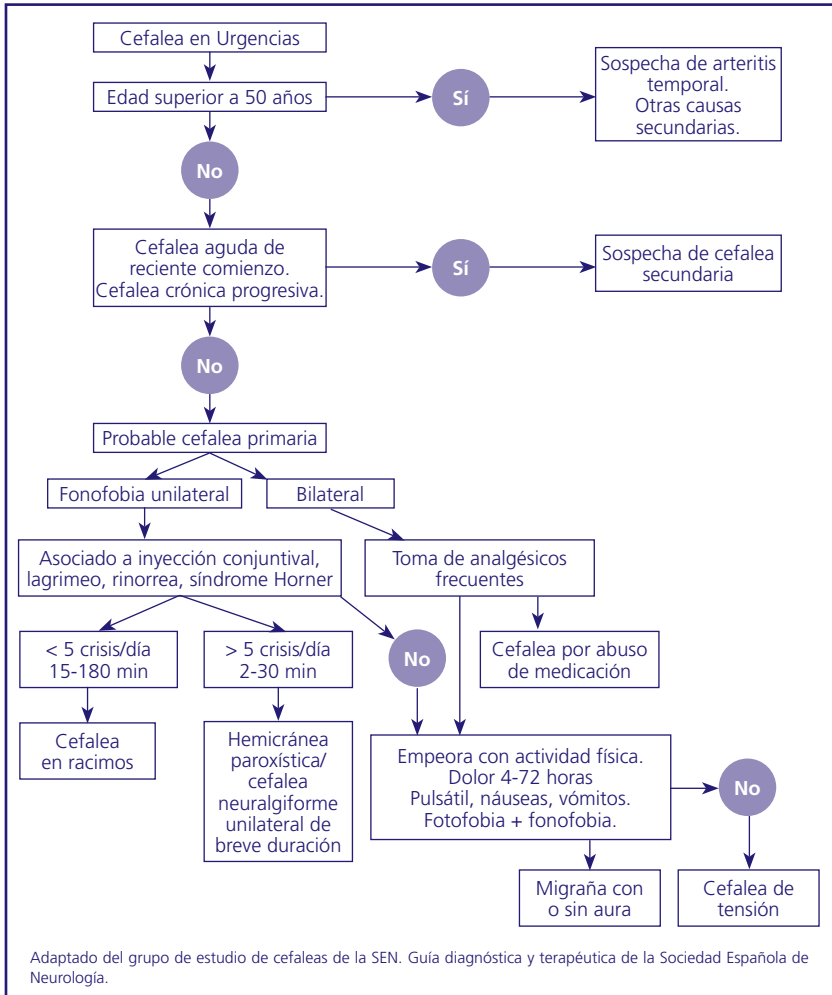 Cefalea en Urgencias
Edad superior a 50 años
Sí
Sospecha de arteritis
temporal.
Otras causas
secundarias.
No
Cefalea aguda de
reciente comienzo.
Cefalea crónica progresiva.
Sí
Sospecha de cefalea
secundaria
No
Probable cefalea primaria
Fonofobia unilateral
Bilateral
Asociado a inyección conjuntival,
lagrimeo, rinorrea, síndrome Horner
Toma de analgésicos
frecuentes
< 5 crisis/día
15-180 min
> 5 crisis/día
2-30 min
No
Cefalea por abuso
de medicación
Cefalea
en racimos
Hemicránea
paroxística/
cefalea
neuralgiforme
unilateral de
breve duración
Empeora con actividad física.
Dolor 4-72 horas
Pulsátil, náuseas, vómitos.
Fotofobia + fonofobia.
No
Migraña con
o sin aura
Cefalea de
tensión
Adaptado del grupo de estudio de cefaleas de la SEN. Guía diagnóstica y terapéutica de la Sociedad Española de
Neurología.